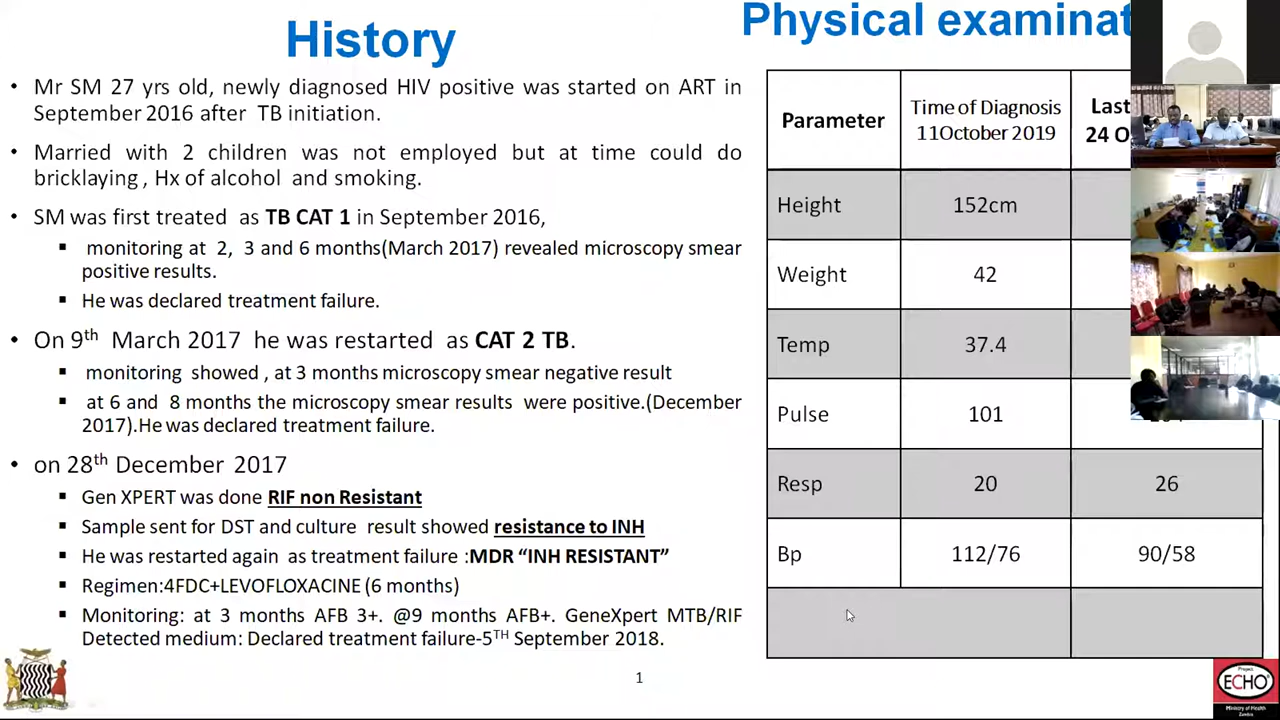 History
• Mr SM 27 yrs old, newly diagnosed HIV positive was started on ART in
September 2016 after TB initiation.
• Married with 2 children was not employed but at time could do
bricklaying , Hx of alcohol and smoking.
• SM was first treated as TB CAT 1 in September 2016,
▪ monitoring at 2, 3 and 6 months(March 2017) revealed microscopy smear
positive results.
▪ He was declared treatment failure.
• On 9th March 2017 he was restarted as CAT 2 TB.
▪ monitoring showed , at 3 months microscopy smear negative result
▪ at 6 and 8 months the microscopy smear results were positive.(December
2017).He was declared treatment failure.
• on 28th December 2017
▪ Gen XPERT was done RIF non Resistant
▪ Sample sent for DST and culture result showed resistance to INH
▪ He was restarted again as treatment failure :MDR “INH RESISTANT”
▪ Regimen:4FDC+LEVOFLOXACINE (6 months)
▪ Monitoring: at 3 months AFB 3+. @9 months AFB+. GeneXpert MTB/RIF
Detected medium: Declared treatment failure-5TH September 2018.
Physical examinat
Parameter
Time of Diagnosis
11October 2019
Last
24 O
Height 152cm
Weight 42
Temp 37.4
Pulse 101
Resp 20 26
Bp 112/76 90/58
1
Project
ECHO
Ministry of Health
Zambia